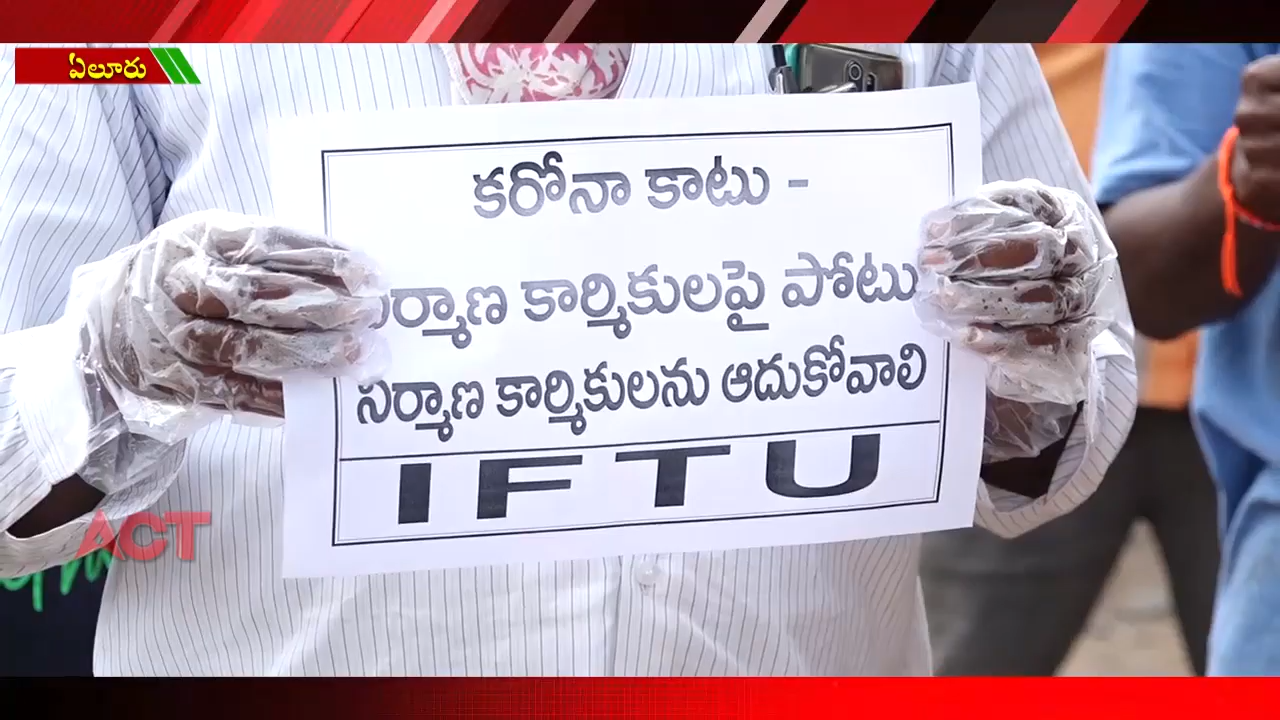 ఏలూరు
కరోనా కాటు -
నిర్మాణ కార్మికులపై పోటు
నిర్మాణ కార్మికులను ఆదుకోవాలి
IFTU
ACT